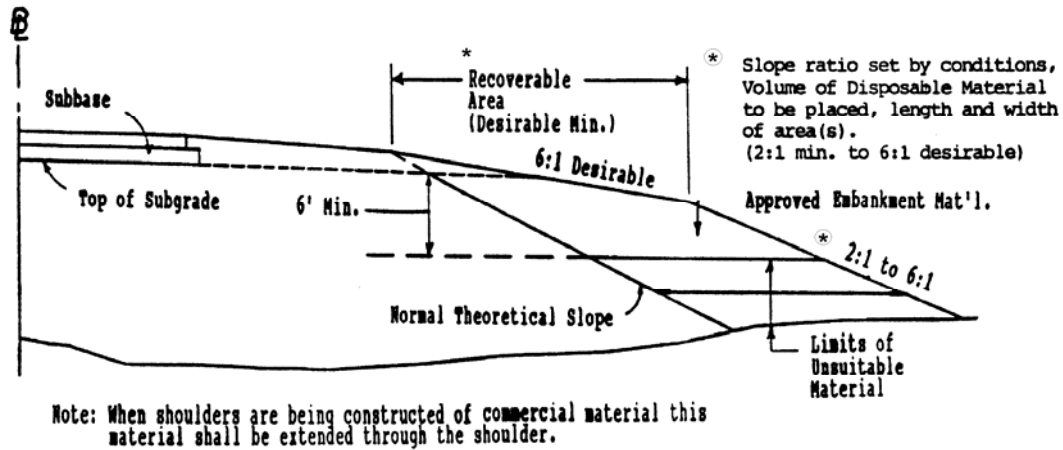 ℄
*
Recoverable
Area
(Desirable Min.)
* Slope ratio set by conditions,
Volume of Disposable Material
to be placed, length and width
of area(s).
(2:1 min. to 6:1 desirable)
Subbase
6:1 Desirable
Top of Subgrade
6' Min.
Approved Embankment Mat'l.
* 2:1 to 6:1
Normal Theoretical Slope
Limits of
Unsuitable
Material
Note: When shoulders are being constructed of commercial material this
material shall be extended through the shoulder.